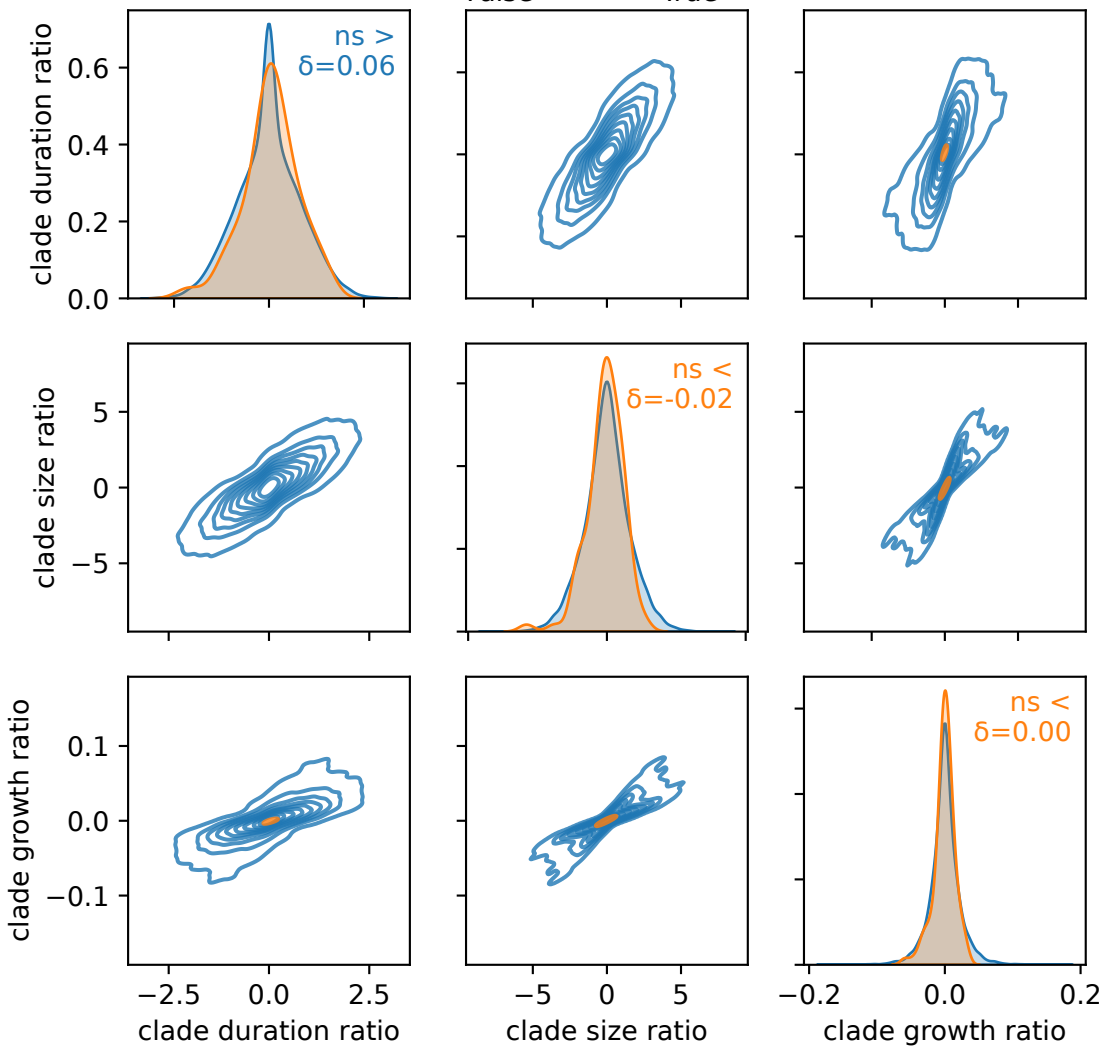 clade duration ratio
0.6
0.4
0.2
0.0
ns >
δ=0.06
clade size ratio
5
0
−5
ns <
δ=-0.02
clade growth ratio
0.1
0.0
−0.1
ns <
δ=0.00
−2.5 0.0 2.5
−5 0 5
−0.2 0.0 0.2
clade duration ratio
clade size ratio
clade growth ratio